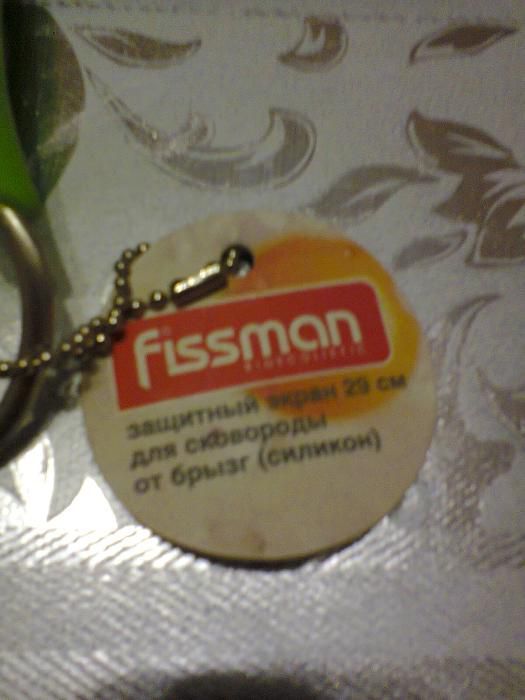 fissman
защитный экран 29 см
для сковороды
от брызг (силикон)